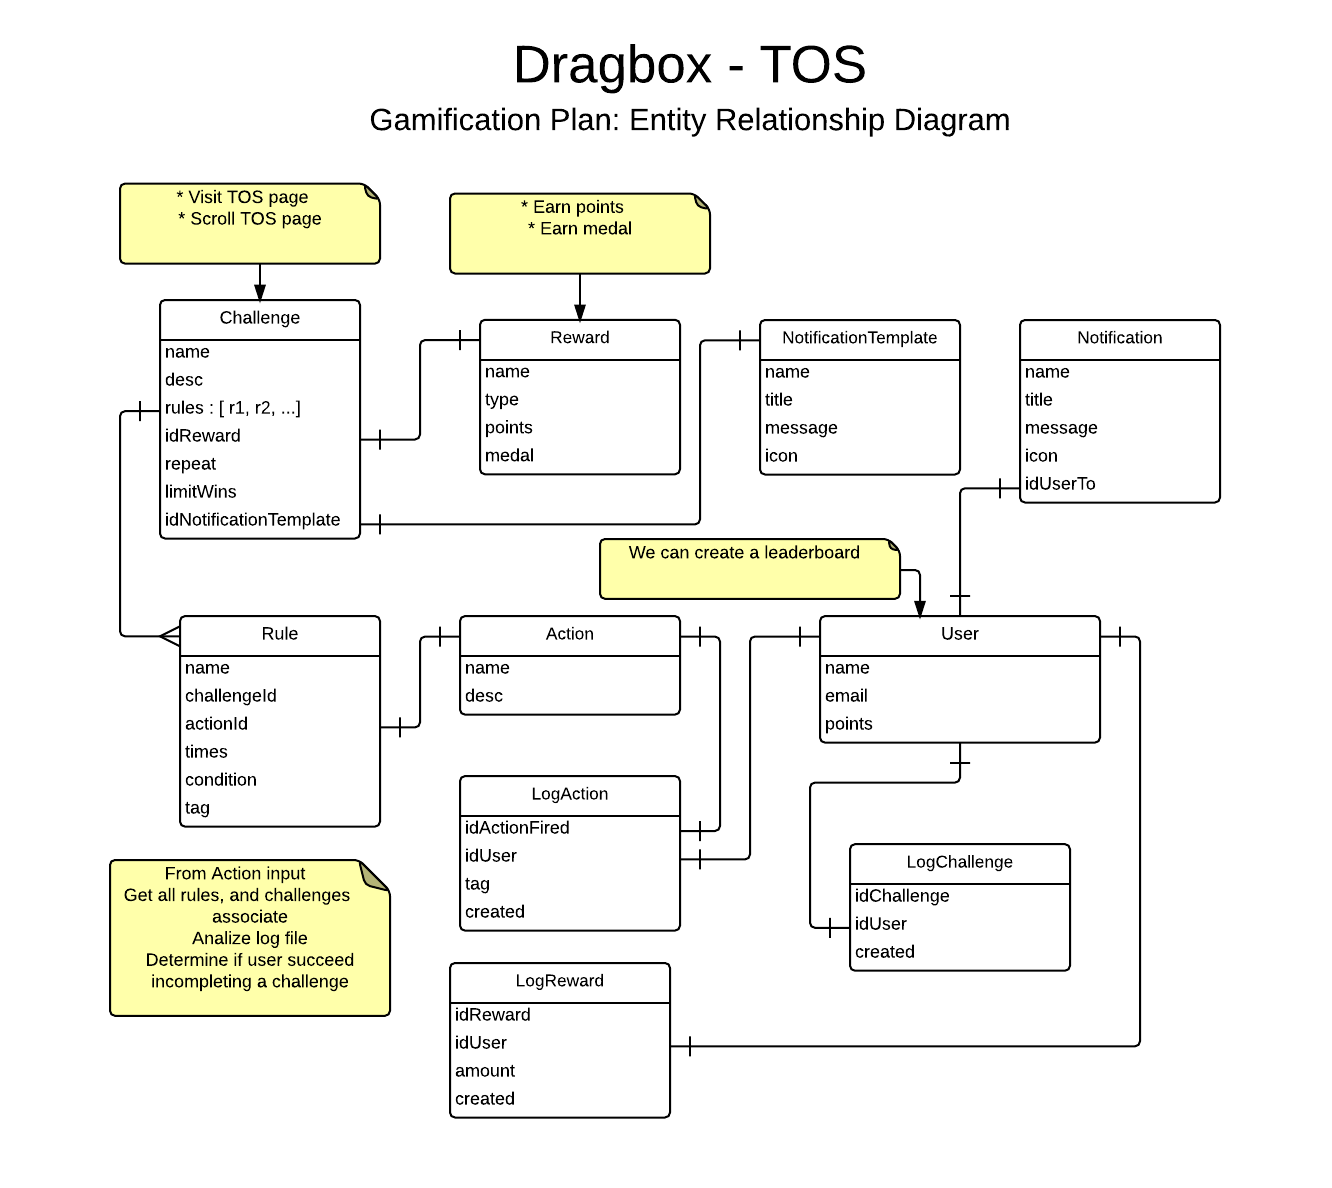 Dragbox - TOS
Gamification Plan: Entity Relationship Diagram
* Visit TOS page
* Scroll TOS page
* Earn points
* Earn medal
Challenge
name
desc
rules : [ r1, r2, ...]
idReward
repeat
limitWins
idNotificationTemplate
Reward
name
type
points
medal
NotificationTemplate
name
title
message
icon
Notification
name
title
message
icon
idUserTo
We can create a leaderboard
Rule
name
challengeId
actionId
times
condition
tag
Action
name
desc
User
name
email
points
LogAction
idActionFired
idUser
tag
created
LogChallenge
idChallenge
idUser
created
From Action input
Get all rules, and challenges
associate
Analize log file
Determine if user succeed
incompleting a challenge
LogReward
idReward
idUser
amount
created